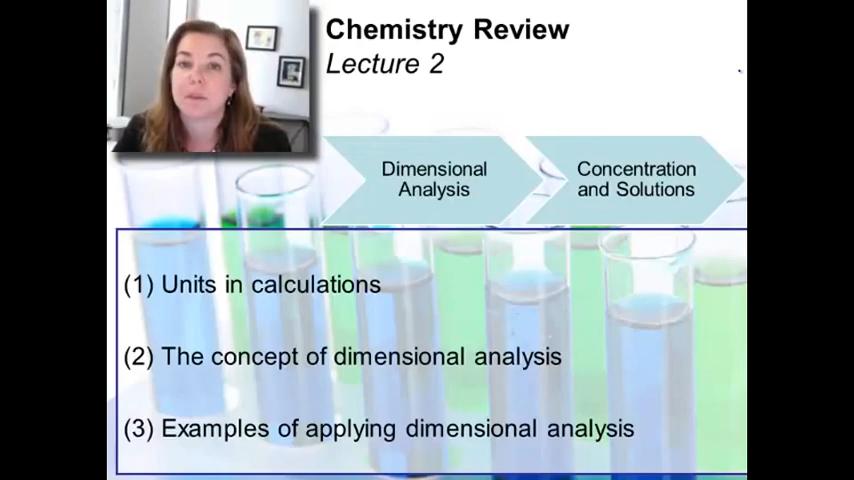 Chemistry Review
Lecture 2
Dimensional
Analysis
Concentration
and Solutions
(1) Units in calculations
(2) The concept of dimensional analysis
(3) Examples of applying dimensional analysis